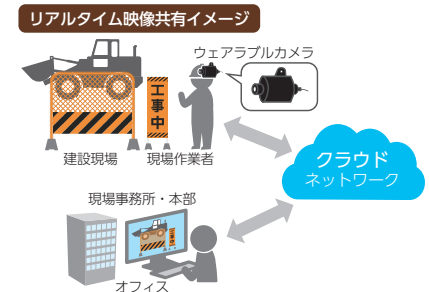 リアルタイム映像共有イメージ
ウェアラブルカメラ
工事中
建設現場
現場作業者
クラウド
ネットワーク
現場事務所・本部
オフィス